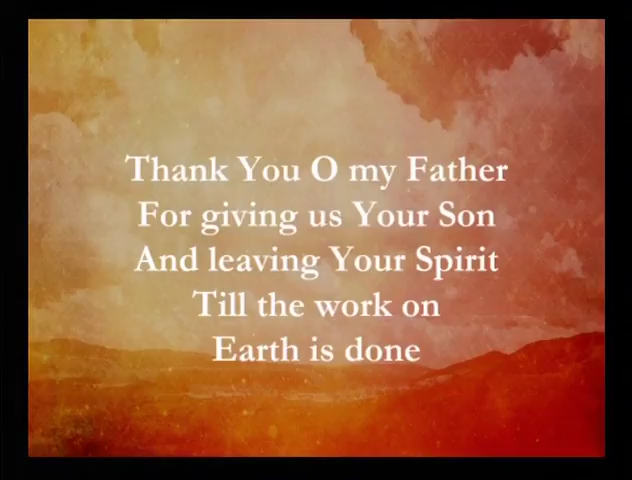 Thank You O my Father
For giving us Your Son
And leaving Your Spirit
Till the work on
Earth is done